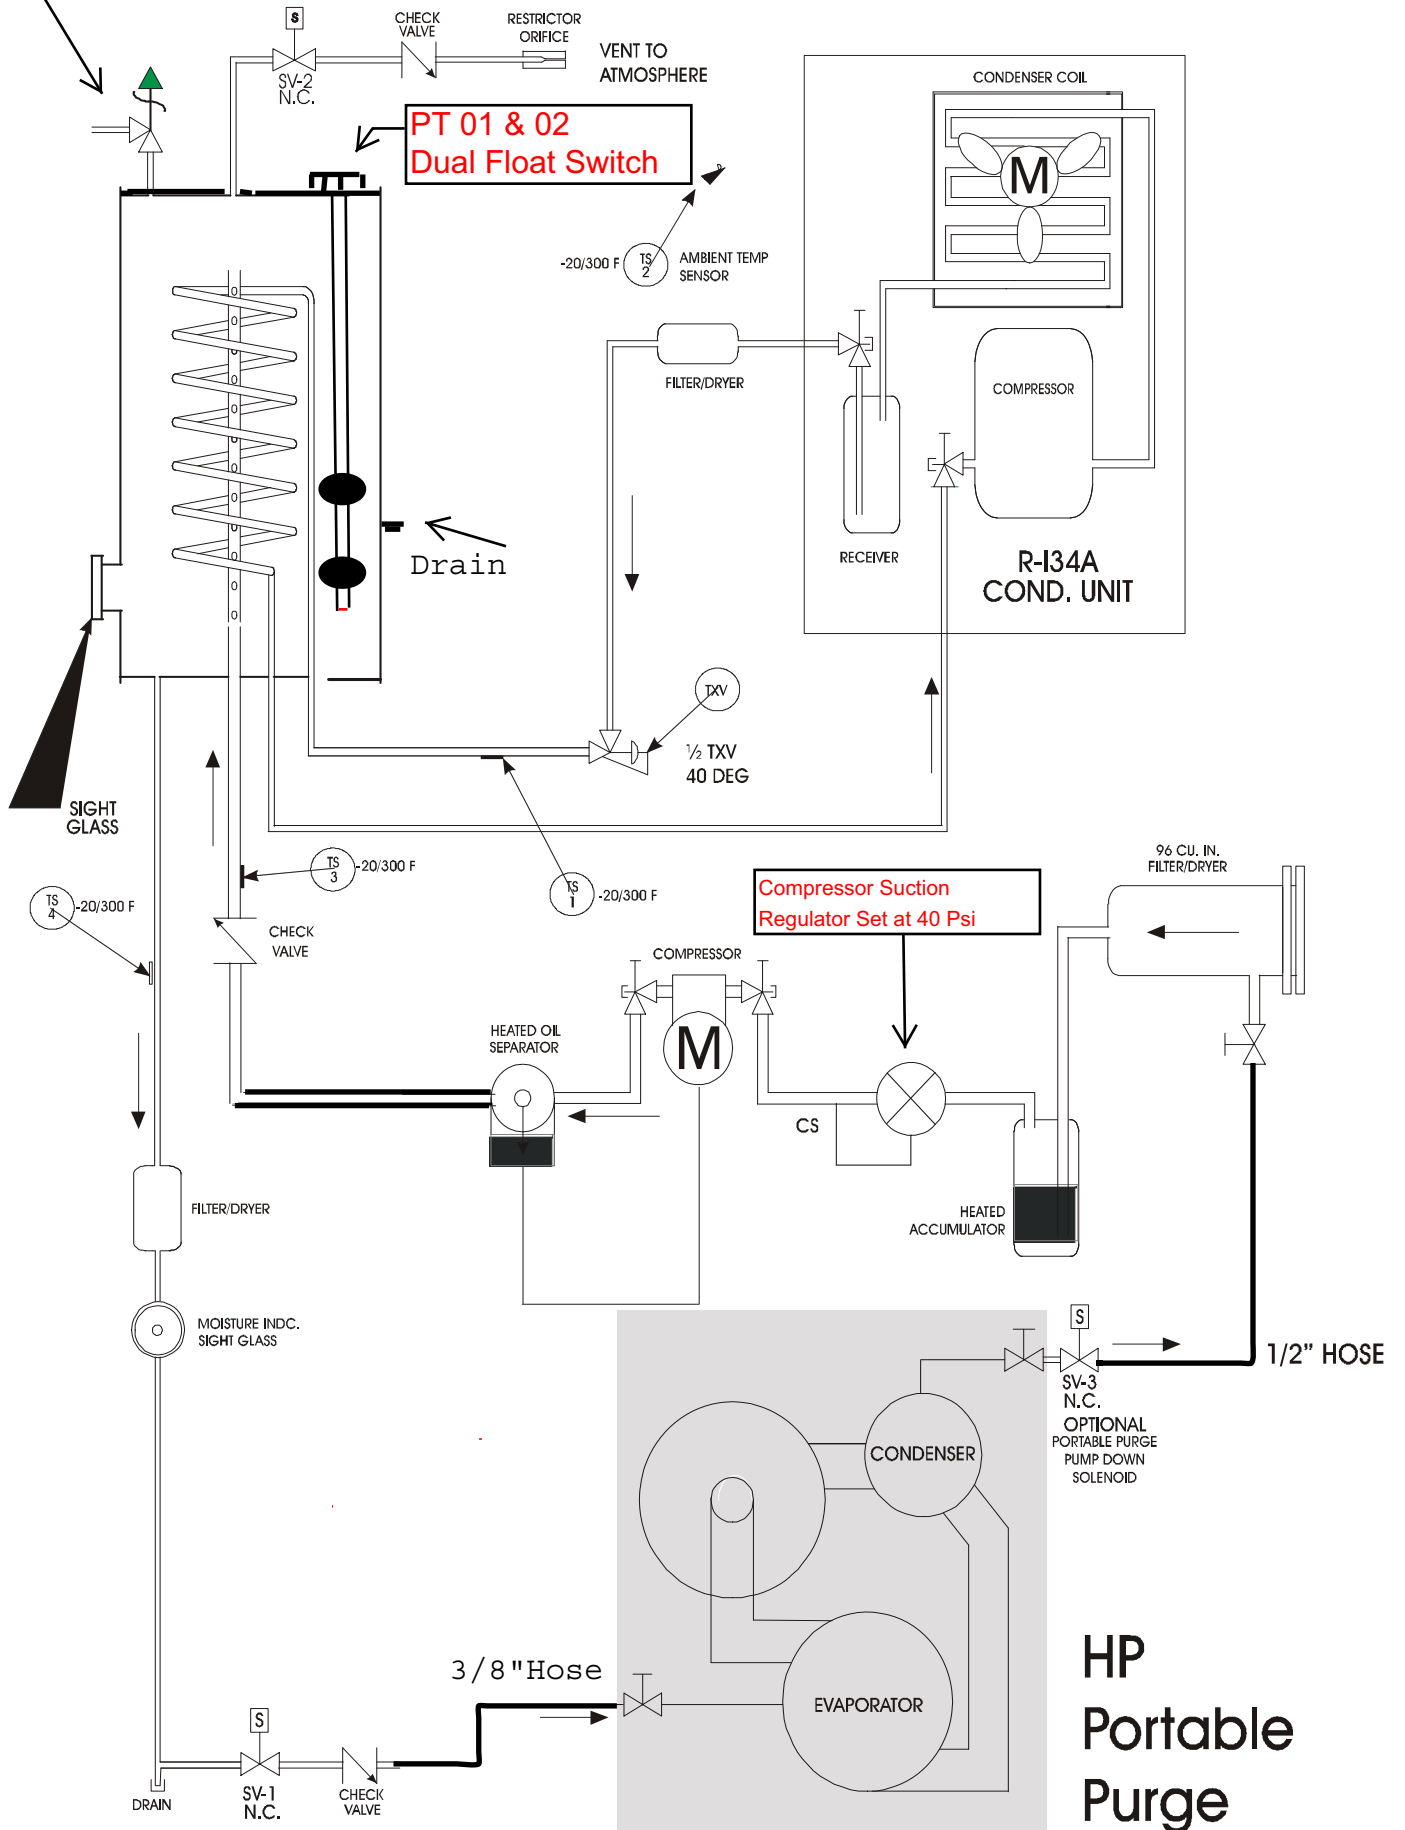 S
CHECK
VALVE
RESTRICTOR
ORIFICE
VENT TO
ATMOSPHERE
SV-2
N.C.
CONDENSER COIL
PT 01 & 02
Dual Float Switch
M
-20/300 F
TS
2
AMBIENT TEMP
SENSOR
FILTER/DRYER
COMPRESSOR
RECEIVER
R-I34A
COND. UNIT
Drain
TXV
½ TXV
40 DEG
SIGHT
GLASS
TS
3
-20/300 F
TS
1
-20/300 F
TS
4
-20/300 F
96 CU. IN.
FILTER/DRYER
Compressor Suction
Regulator Set at 40 Psi
CHECK
VALVE
COMPRESSOR
M
HEATED OIL
SEPARATOR
CS
HEATED
ACCUMULATOR
FILTER/DRYER
MOISTURE INDC.
SIGHT GLASS
S
SV-3
N.C.
OPTIONAL
PORTABLE PURGE
PUMP DOWN
SOLENOID
1/2” HOSE
CONDENSER
EVAPORATOR
3/8"Hose
S
SV-1
N.C.
CHECK
VALVE
DRAIN
HP
Portable
Purge